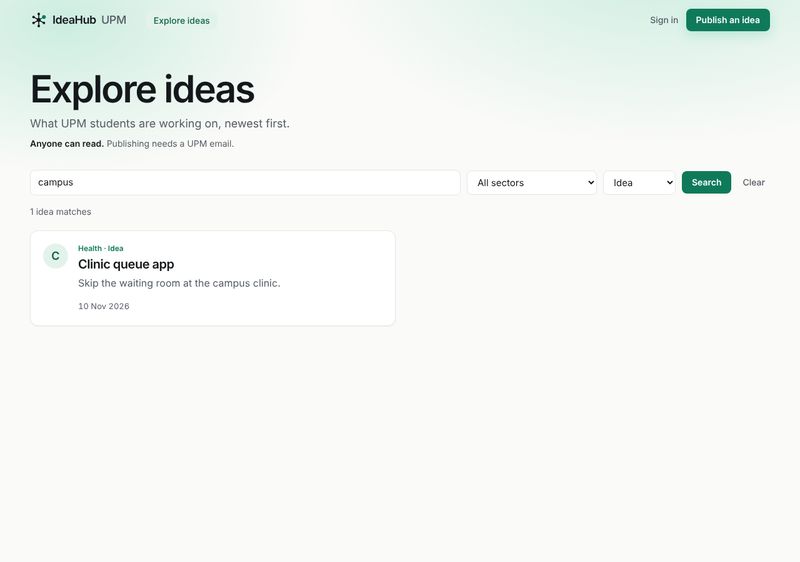 IdeaHub UPM
Explore ideas
Sign in
Publish an idea
Explore ideas
What UPM students are working on, newest first.
Anyone can read. Publishing needs a UPM email.
campus
All sectors
Idea
Search
Clear
1 idea matches
C
Health · Idea
Clinic queue app
Skip the waiting room at the campus clinic.
10 Nov 2026